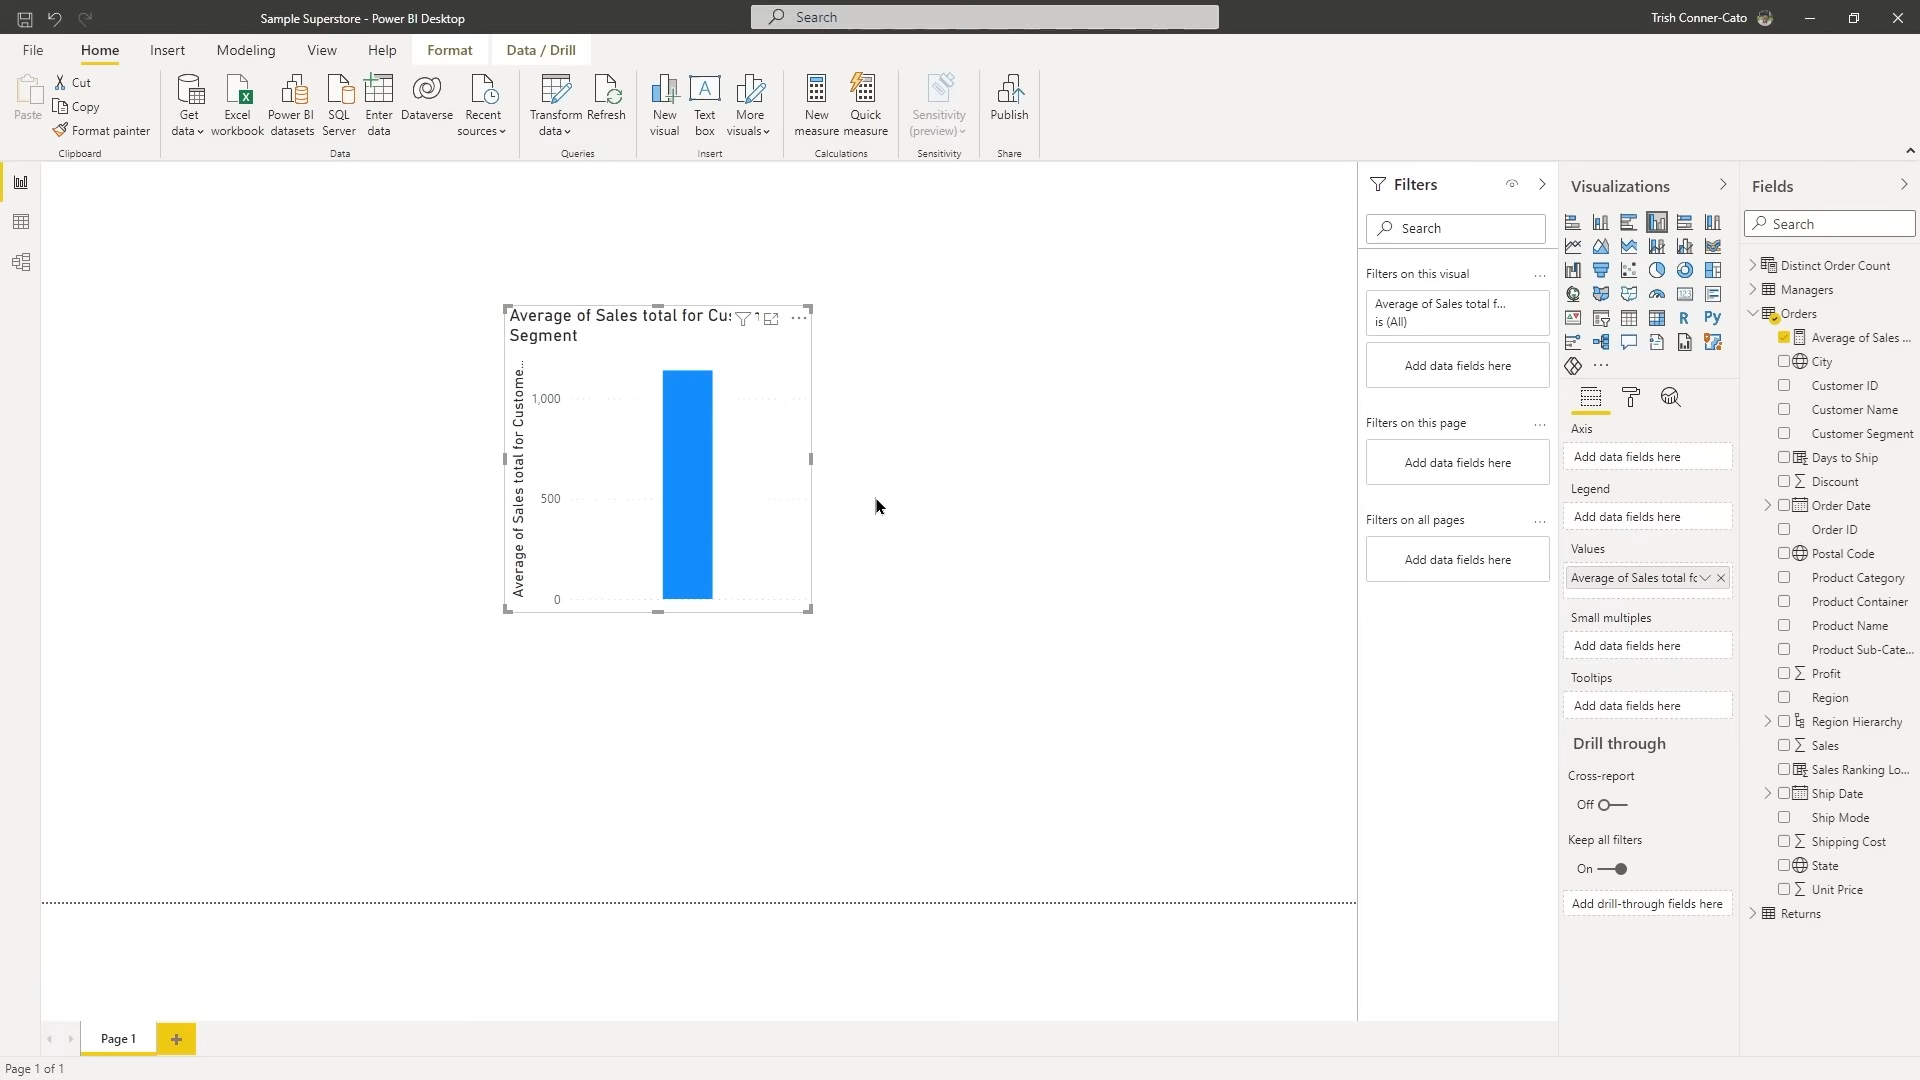 Sample Superstore - Power BI Desktop
Search
Trish Conner-Cato
File
Home
Insert
Modeling
View
Help
Format
Data / Drill
Paste
Cut
Copy
Format painter
Clipboard
Get data
Excel workbook
Power BI datasets
SQL Server
Enter data
Dataverse
Recent sources
Data
Transform data
Refresh
Queries
New visual
Text box
More visuals
Insert
New measure
Quick measure
Calculations
Sensitivity (preview)
Sensitivity
Publish
Share
Average of Sales total for Cus
Segment
Average of Sales total for Custome...
1,000
500
0
Filters
Search
Filters on this visual
...
Average of Sales total f...
is (All)
Add data fields here
Filters on this page
...
Add data fields here
Filters on all pages
...
Add data fields here
Visualizations
R
Py
123
...
Axis
Add data fields here
Legend
Add data fields here
Values
Average of Sales total fo
Small multiples
Add data fields here
Tooltips
Add data fields here
Drill through
Cross-report
Off
Keep all filters
On
Add drill-through fields here
Fields
Search
Distinct Order Count
Managers
Orders
Average of Sales ...
City
Customer ID
Customer Name
Customer Segment
Days to Ship
Discount
Order Date
Order ID
Postal Code
Product Category
Product Container
Product Name
Product Sub-Cate...
Profit
Region
Region Hierarchy
Sales
Sales Ranking Lo...
Ship Date
Ship Mode
Shipping Cost
State
Unit Price
Returns
Page 1
Page 1 of 1